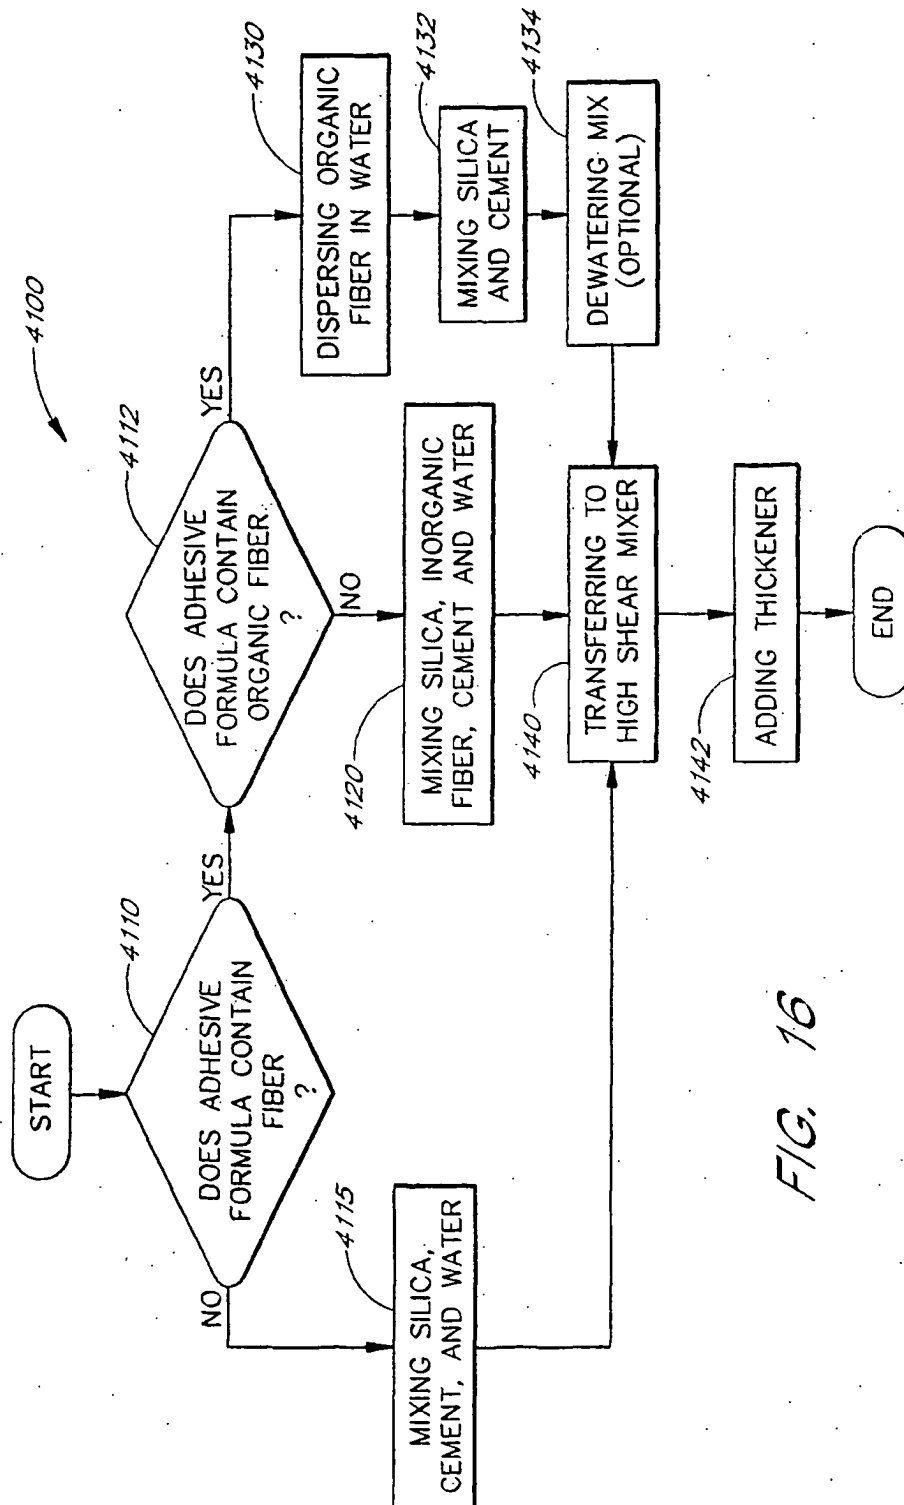 4100
START
4110
DOES ADHESIVE
FORMULA CONTAIN
FIBER
?
NO
YES
4112
DOES ADHESIVE
FORMULA CONTAIN
ORGANIC FIBER
?
YES
NO
4115
MIXING SILICA,
CEMENT, AND WATER
4120
MIXING SILICA, INORGANIC
FIBER, CEMENT AND WATER
4130
DISPERSING ORGANIC
FIBER IN WATER
4132
MIXING SILICA
AND CEMENT
4134
DEWATERING MIX
(OPTIONAL)
4140
TRANSFERRING TO
HIGH SHEAR MIXER
4142
ADDING THICKENER
END
FIG. 16